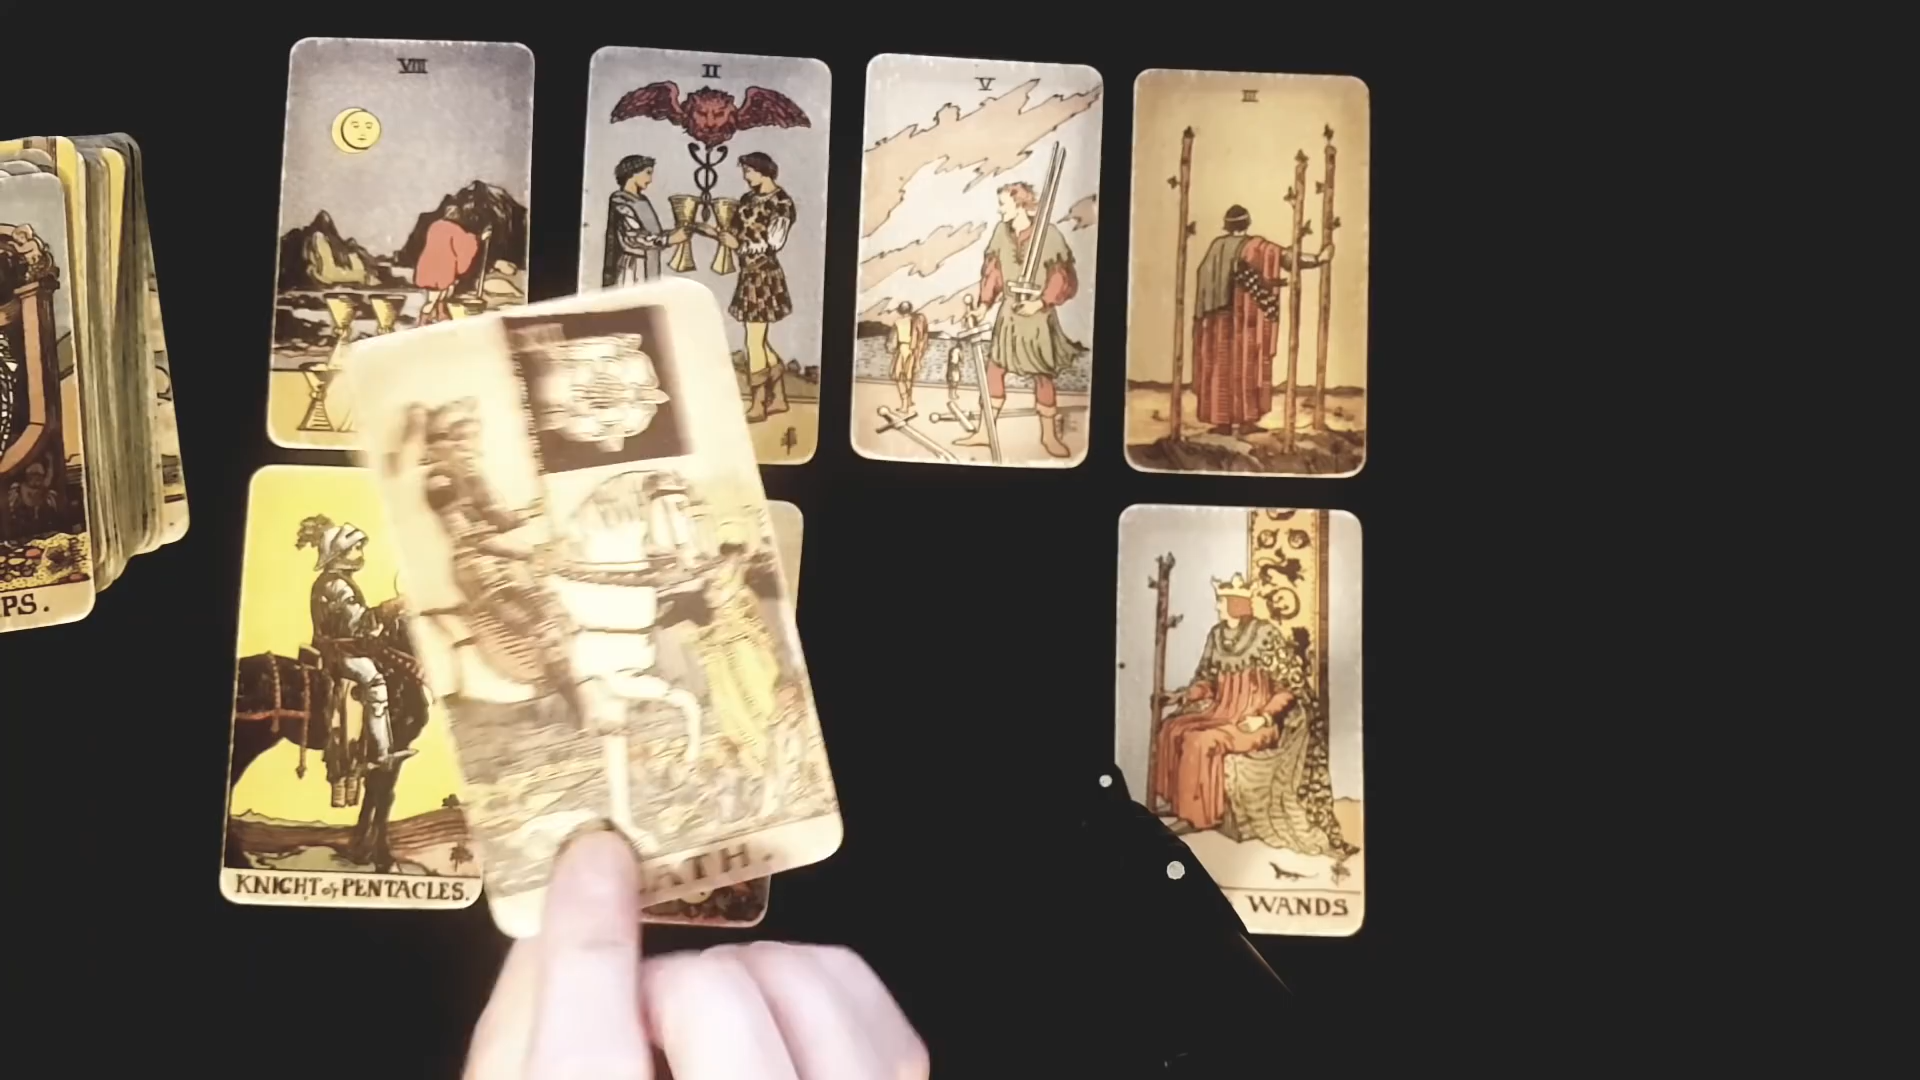 VIII
II
V
III
PS.
KNIGHT of PENTACLES.
ATH.
WANDS